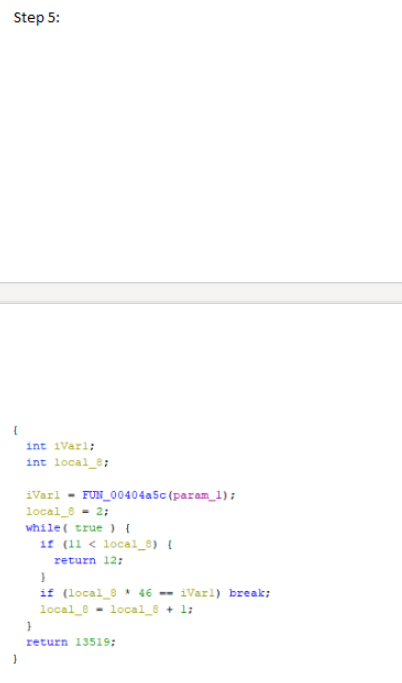 Step 5:
{
int iVar1;
int local_8;
iVar1 = FUN_00404a5c(param_1);
local_8 = 2;
while( true ) {
if (11 < local_8) {
return 12;
}
if (local_8 * 46 == iVar1) break;
local_8 = local_8 + 1;
}
return 13519;
}